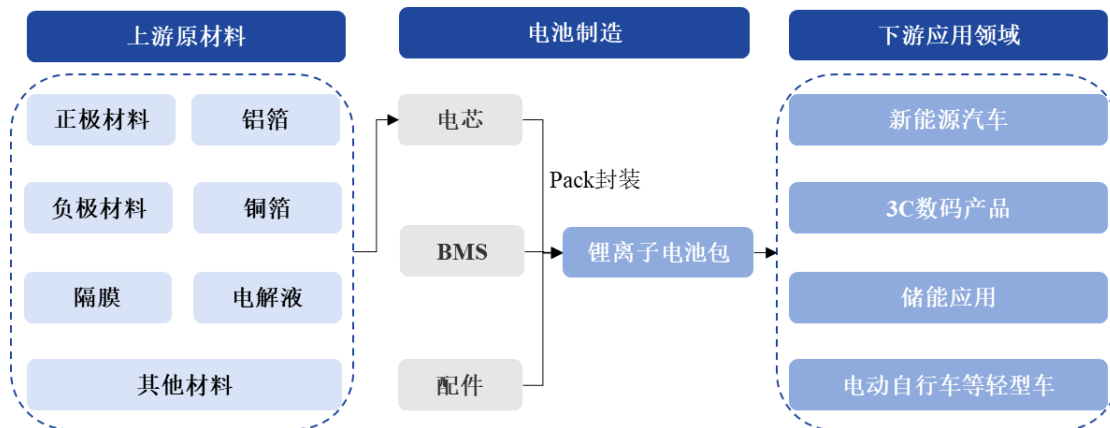 上游原材料
电池制造
下游应用领域
正极材料
铝箔
负极材料
铜箔
隔膜
电解液
其他材料
电芯
Pack封装
BMS
锂离子电池包
配件
新能源汽车
3C数码产品
储能应用
电动自行车等轻型车